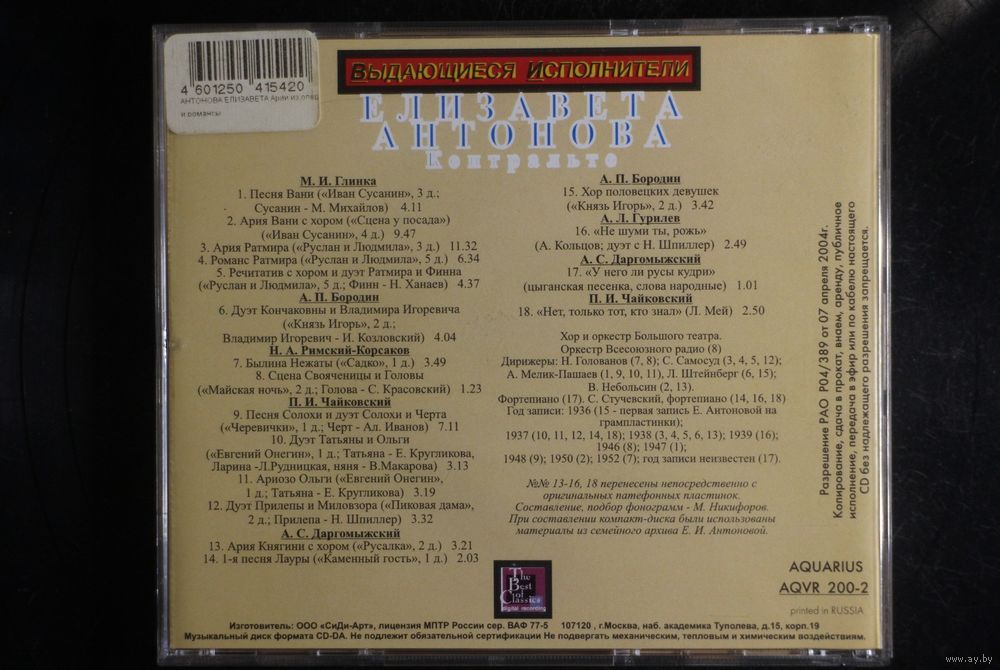 4 601250 415420
АНТОНОВА ЕЛИЗАВЕТА Арии из опер
и романсы
ВЫДАЮЩИЕСЯ ИСПОЛНИТЕЛИ
ЕЛИЗАВЕТА
АНТОНОВА
Контральто
М. И. Глинка
1. Песня Вани («Иван Сусанин», 3 д.;
Сусанин - М. Михайлов) 4.11
2. Ария Вани с хором («Сцена у посада»)
(«Иван Сусанин», 4 д.) 9.47
3. Ария Ратмира («Руслан и Людмила», 3 д.) 11.32
4. Романс Ратмира («Руслан и Людмила», 5 д.) 6.34
5. Речитатив с хором и дуэт Ратмира и Финна
(«Руслан и Людмила», 5 д.; Финн - Н. Ханаев) 4.37
А. П. Бородин
6. Дуэт Кончаковны и Владимира Игоревича
(«Князь Игорь», 2 д.;
Владимир Игоревич - И. Козловский) 4.04
Н. А. Римский-Корсаков
7. Былина Нежаты («Садко», 1 д.) 3.49
8. Сцена Свояченицы и Головы
(«Майская ночь», 2 д.; Голова - С. Красовский) 1.23
П. И. Чайковский
9. Песня Солохи и дуэт Солохи и Черта
(«Черевички», 1 д.; Черт - Ал. Иванов) 7.11
10. Дуэт Татьяны и Ольги
(«Евгений Онегин», 1 д.; Татьяна - Е. Кругликова,
Ларина -Л.Рудницкая, няня - В.Макарова) 3.13
11. Ариозо Ольги («Евгений Онегин»,
1 д.; Татьяна - Е. Кругликова) 3.19
12. Дуэт Прилепы и Миловзора («Пиковая дама»,
2 д.; Прилепа - Н. Шпиллер) 3.32
А. С. Даргомыжский
13. Ария Княгини с хором («Русалка», 2 д.) 3.21
14. 1-я песня Лауры («Каменный гость», 1 д.) 2.03
А. П. Бородин
15. Хор половецких девушек
(«Князь Игорь», 2 д.) 3.42
А. Л. Гурилев
16. «Не шуми ты, рожь»
(А. Кольцов; дуэт с Н. Шпиллер) 2.49
А. С. Даргомыжский
17. «У него ли русы кудри»
(цыганская песенка, слова народные) 1.01
П. И. Чайковский
18. «Нет, только тот, кто знал» (Л. Мей) 2.50
Хор и оркестр Большого театра.
Оркестр Всесоюзного радио (8)
Дирижеры: Н. Голованов (7, 8); С. Самосуд (3, 4, 5, 12);
А. Мелик-Пашаев (1, 9, 10, 11), Л. Штейнберг (6, 15);
В. Небольсин (2, 13).
Фортепиано (17). С. Стучевский, фортепиано (14, 16, 18)
Год записи: 1936 (15 - первая запись Е. Антоновой на
грампластинки);
1937 (10, 11, 12, 14, 18); 1938 (3, 4, 5, 6, 13); 1939 (16);
1946 (8); 1947 (1);
1948 (9); 1950 (2); 1952 (7); год записи неизвестен (17).
№№ 13-16, 18 перенесены непосредственно с
оригинальных патефонных пластинок.
Составление, подбор фонограмм - М. Никифоров.
При составлении компакт-диска были использованы
материалы из семейного архива Е. И. Антоновой.
The
Best
of
Classics
digital recording
Разрешение РАО Р04/389 от 07 апреля 2004г.
Копирование, сдача в прокат, внаем, аренду, публичное
исполнение, передача в эфир или по кабелю настоящего
CD без надлежащего разрешения запрещается.
AQUARIUS
AQVR 200-2
printed in RUSSIA
Изготовитель: ООО «СиДи-Арт», лицензия МПТР России сер. ВАФ 77-5 107120 , г.Москва, наб. академика Туполева, д.15, корп.19
Музыкальный диск формата CD-DA. Не подлежит обязательной сертификации Не подвергать механическим, тепловым и химическим воздействиям.
www.ay.by